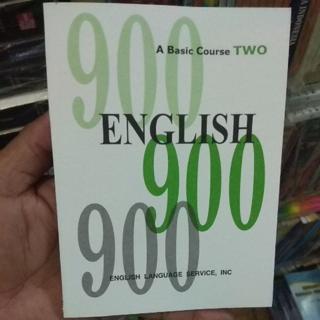 A Basic Course TWO
900
ENGLISH
900
900
ENGLISH LANGUAGE SERVICE, INC